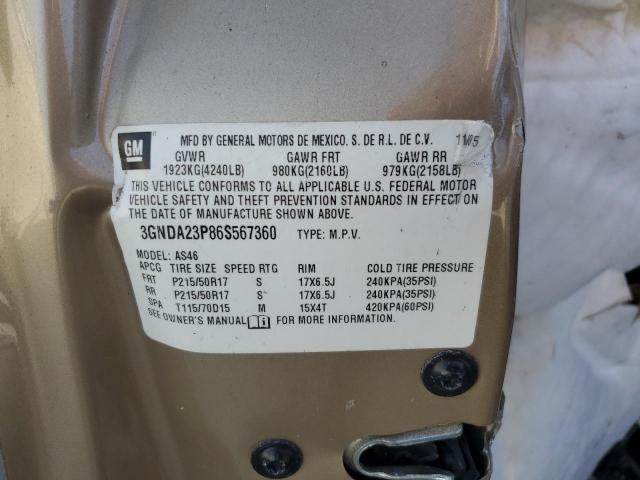 GM
MFD BY GENERAL MOTORS DE MEXICO, S. DE R.L. DE C.V. 11/05
GVWR GAWR FRT GAWR RR
1923KG(4240LB) 980KG(2160LB) 979KG(2158LB)
THIS VEHICLE CONFORMS TO ALL APPLICABLE U.S. FEDERAL MOTOR
VEHICLE SAFETY AND THEFT PREVENTION STANDARDS IN EFFECT
ON THE DATE OF MANUFACTURE SHOWN ABOVE.
3GNDA23P86S567360 TYPE: M.P.V.
MODEL: AS46
APCG TIRE SIZE SPEED RTG RIM COLD TIRE PRESSURE
FRT P215/50R17 S 17X6.5J 240KPA(35PSI)
RR P215/50R17 S 17X6.5J 240KPA(35PSI)
SPA T115/70D15 M 15X4T 420KPA(60PSI)
SEE OWNER'S MANUAL FOR MORE INFORMATION.